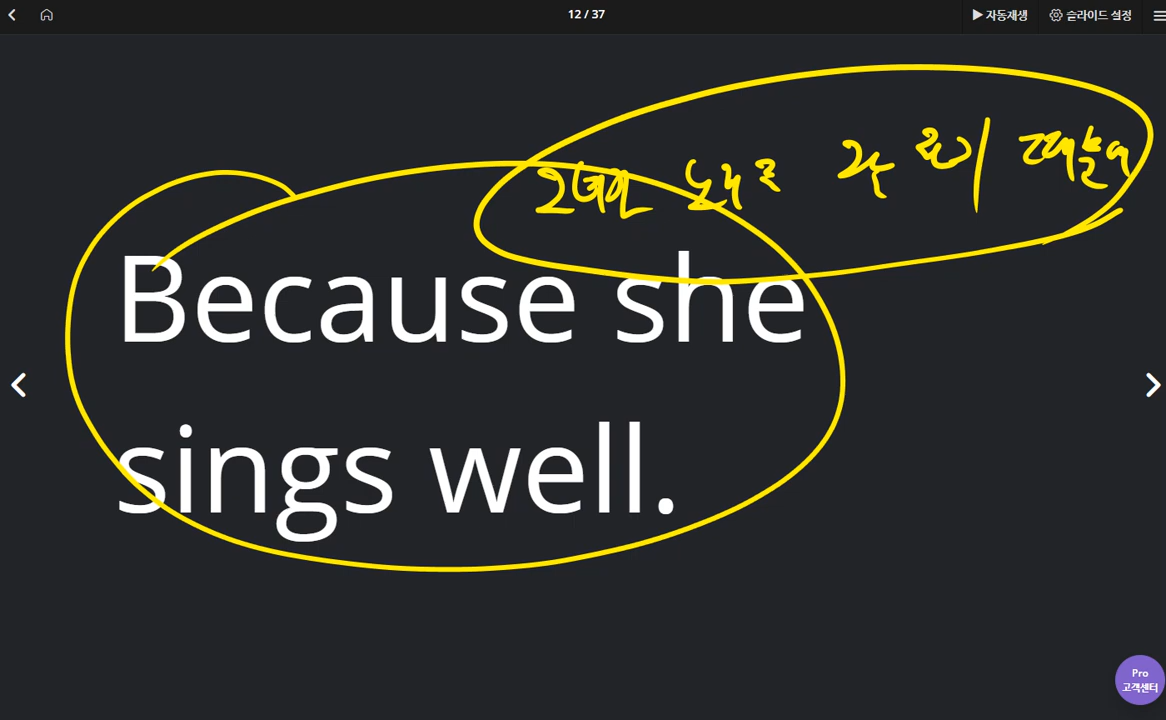 12 / 37
▶ 자동재생
슬라이드 설정
그녀는 노래를 잘 하기 때문에
Because she
sings well.
Pro
고객센터